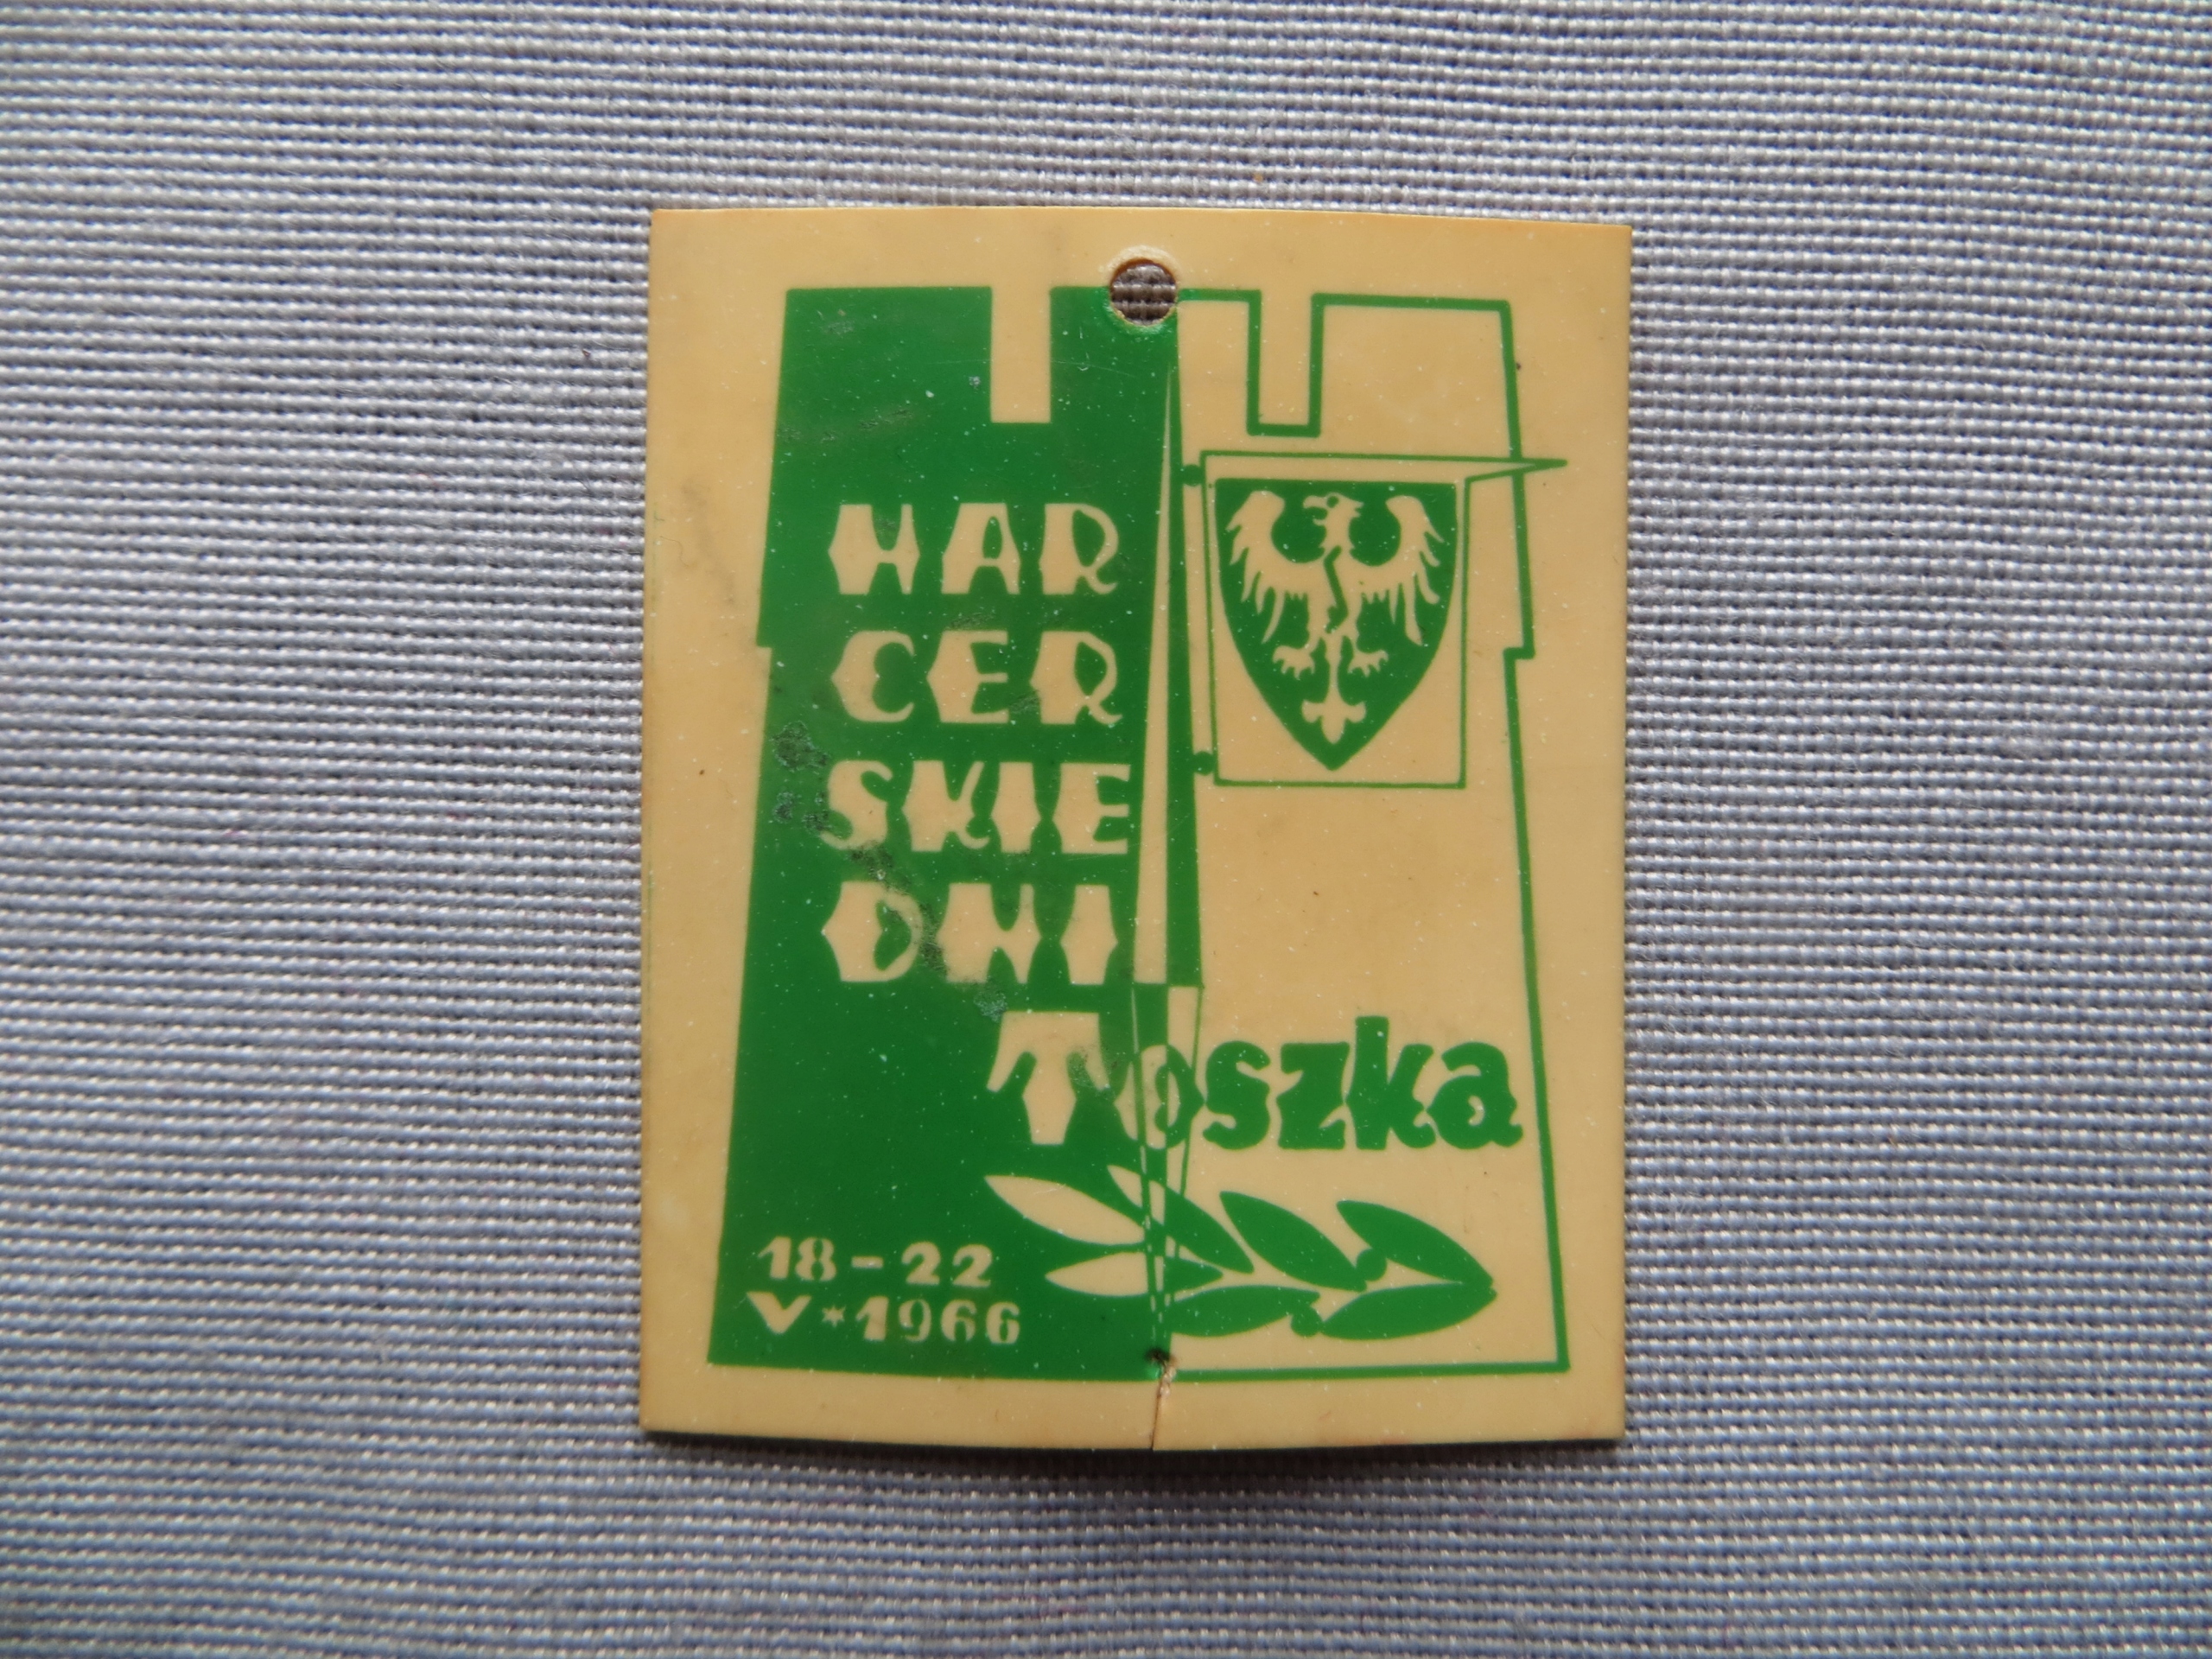 HAR
CER
SKIE
DNI
Toszka
18-22
V*1966